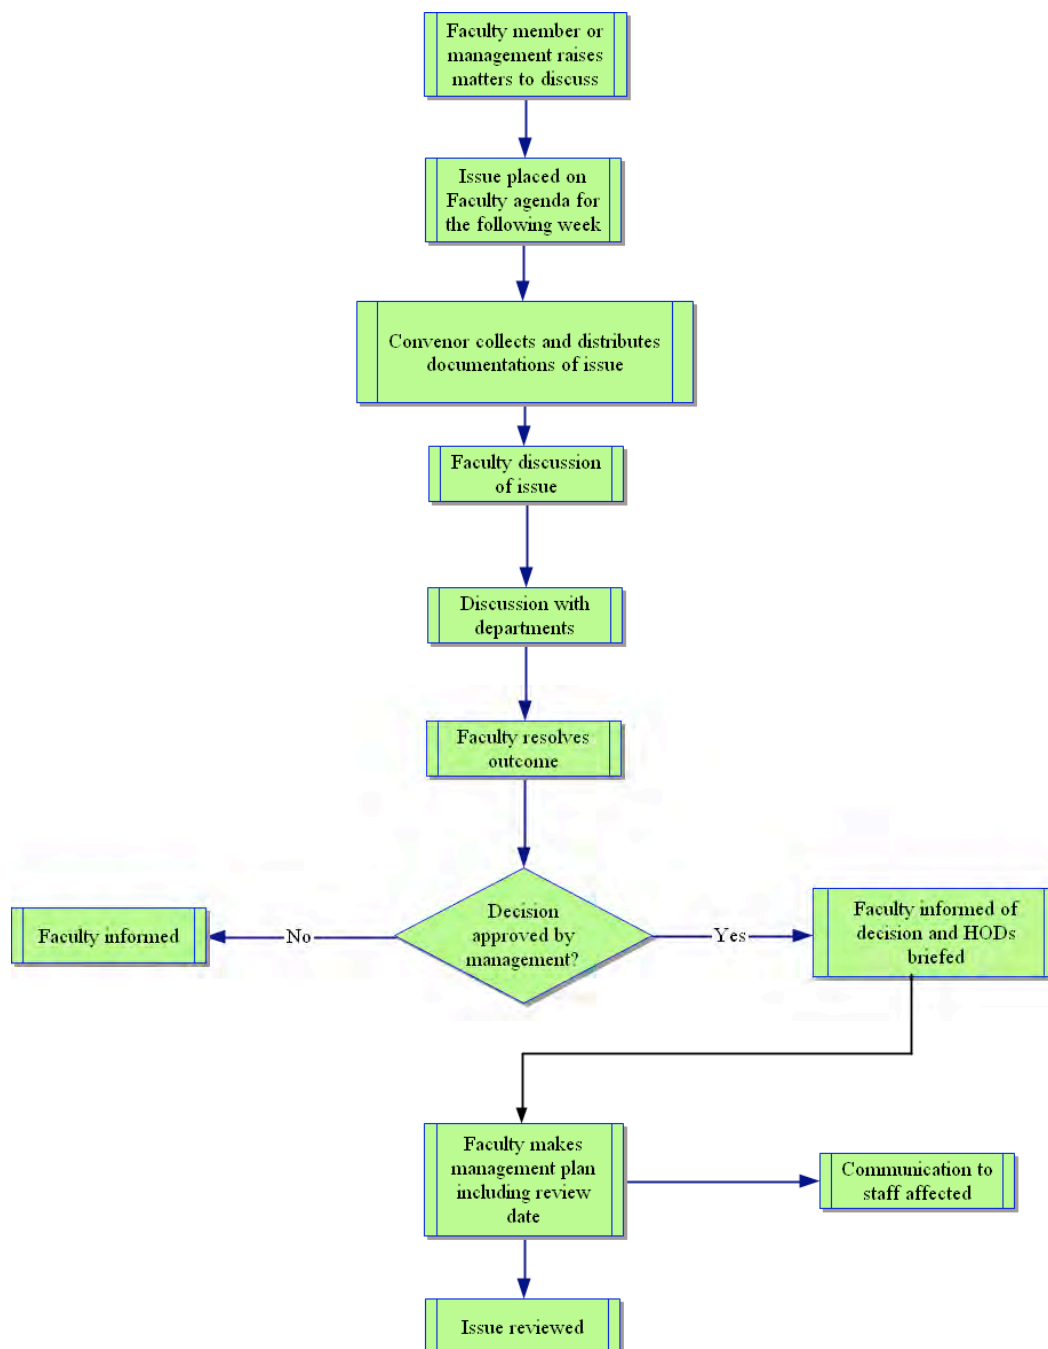 Faculty member or
management raises
matters to discuss
Issue placed on
Faculty agenda for
the following week
Convenor collects and distributes
documentations of issue
Faculty discussion
of issue
Discussion with
departments
Faculty resolves
outcome
Decision
approved by
management?
No
Faculty informed
Yes
Faculty informed of
decision and HODs
briefed
Faculty makes
management plan
including review
date
Communication to
staff affected
Issue reviewed